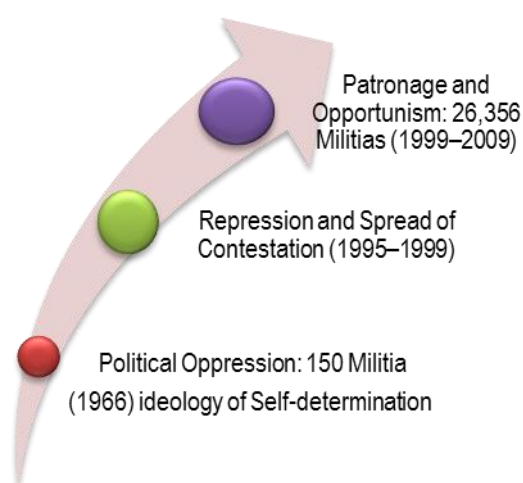 Patronage and
Opportunism: 26,356
Militias (1999–2009)
Repression and Spread of
Contestation (1995–1999)
Political Oppression: 150 Militia
(1966) ideology of Self-determination